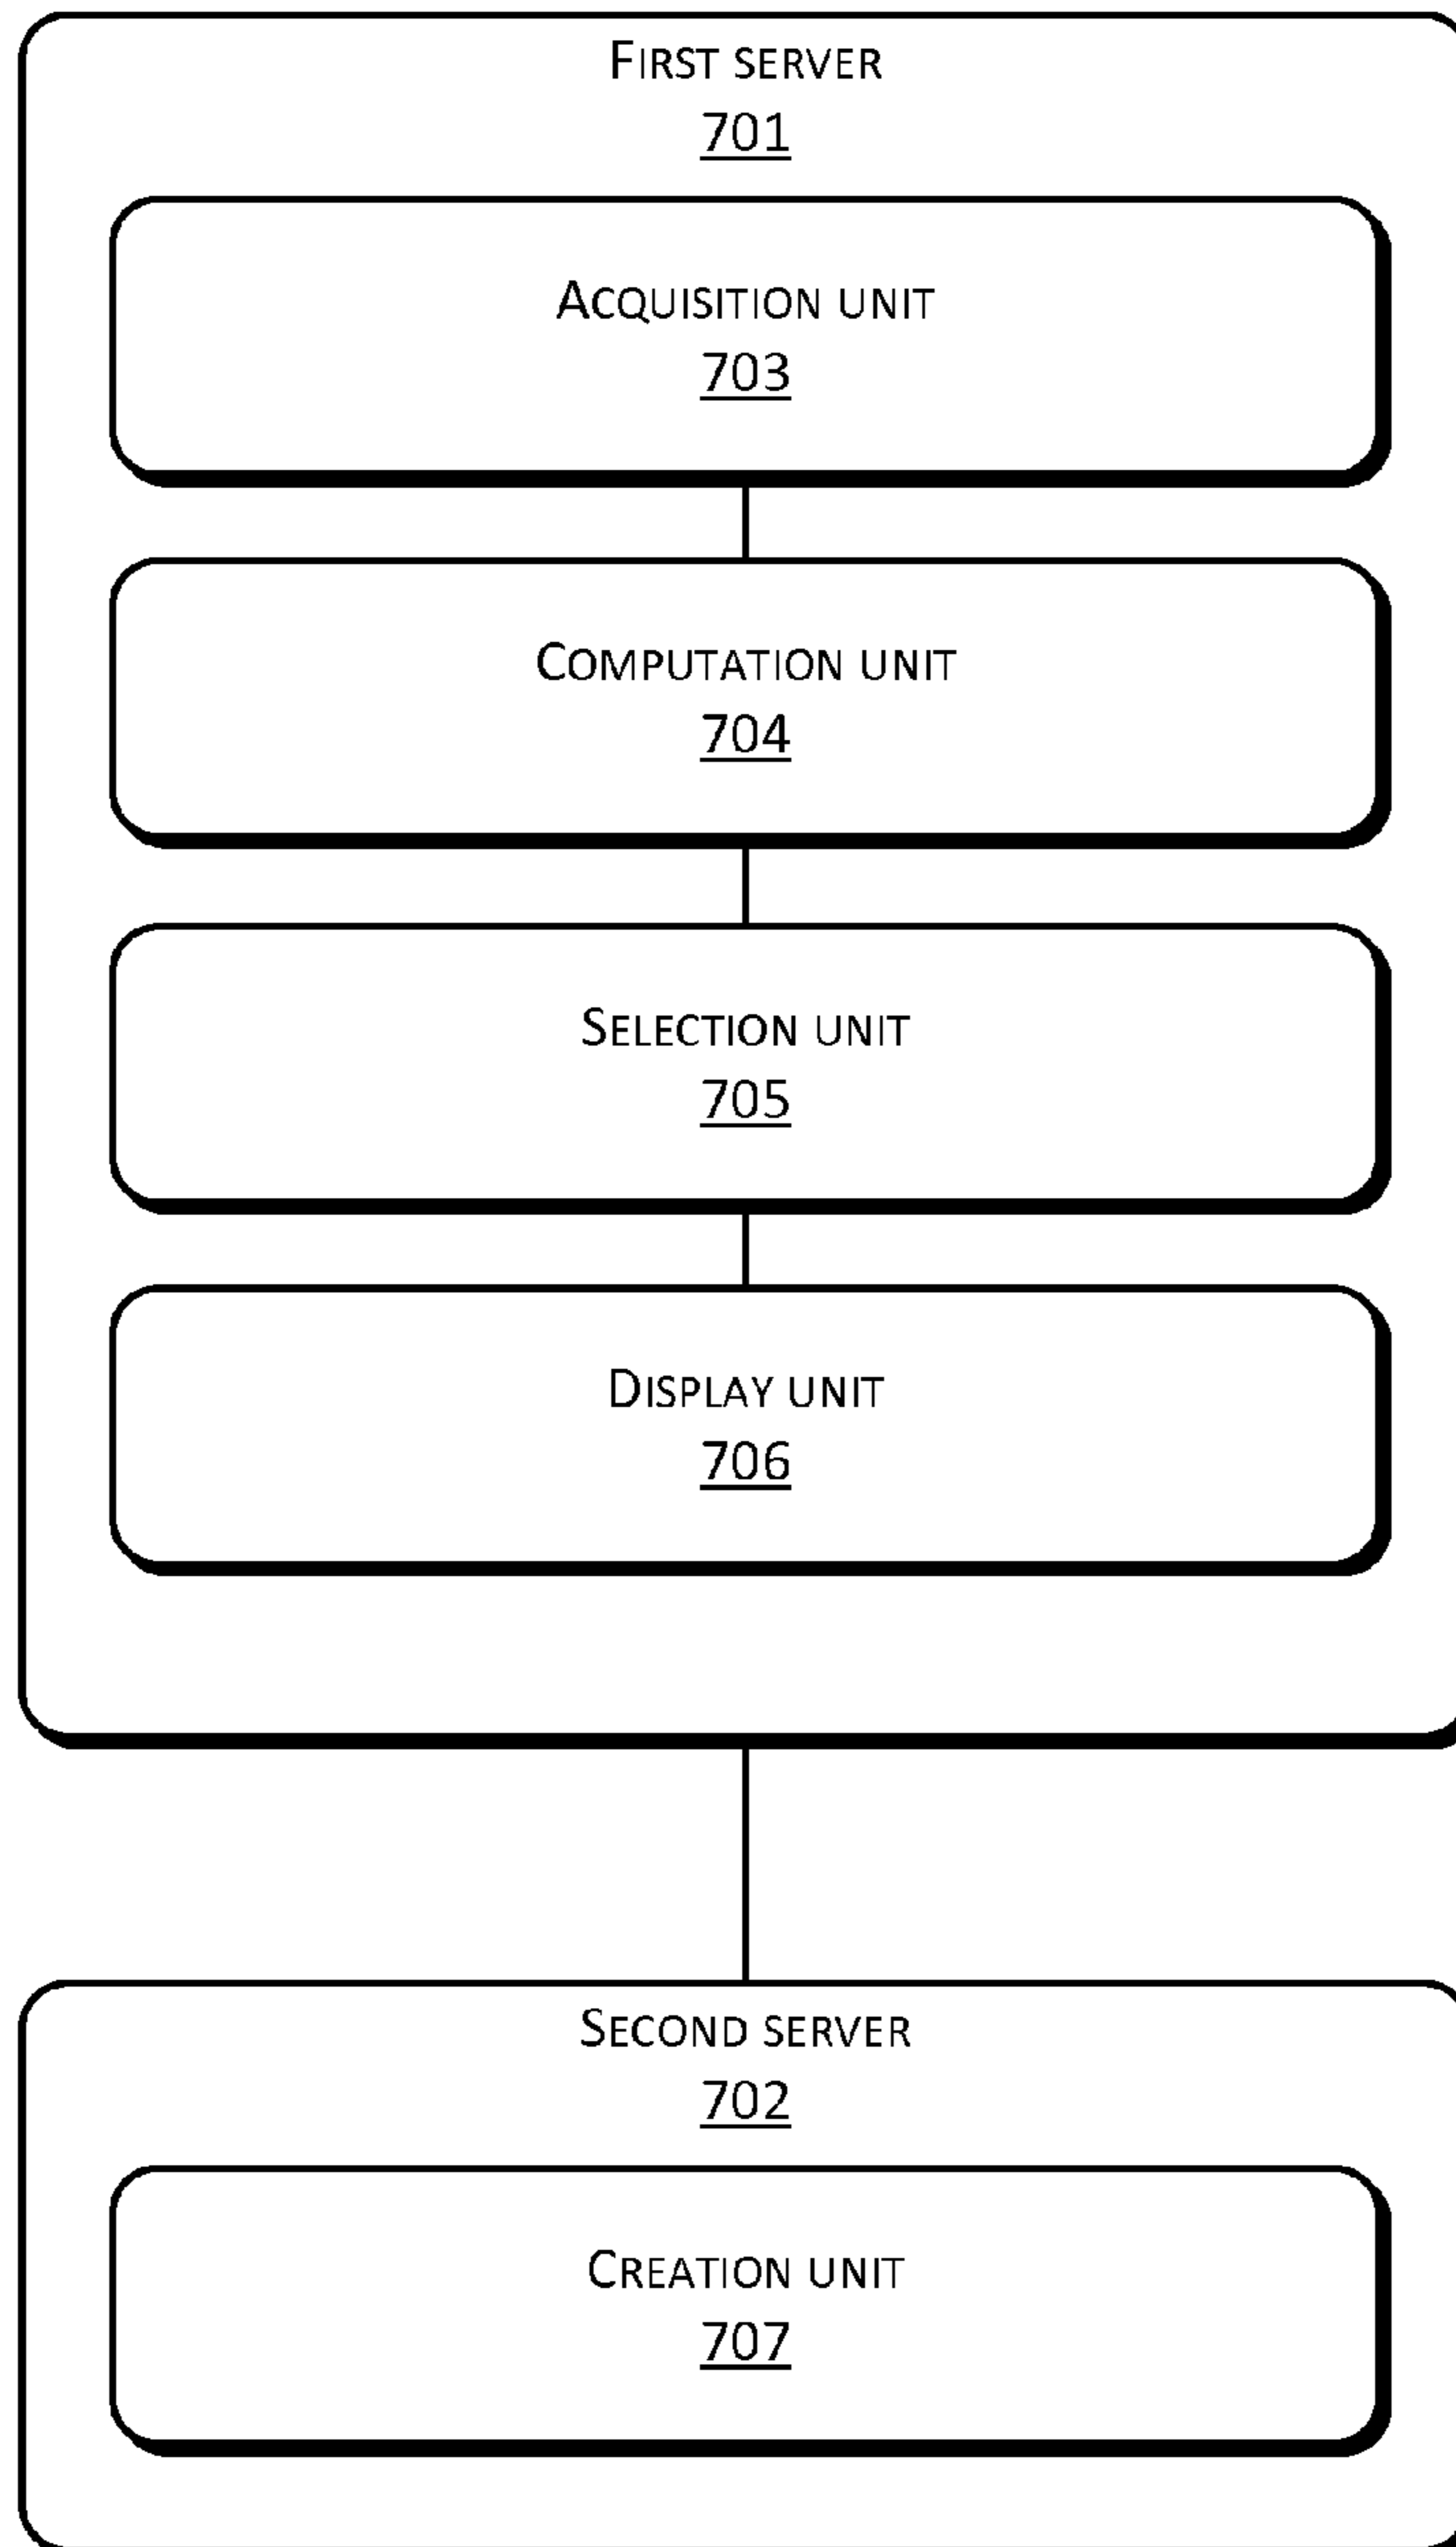 First server
701
Acquisition unit
703
Computation unit
704
Selection unit
705
Display unit
706
Second server
702
Creation unit
707